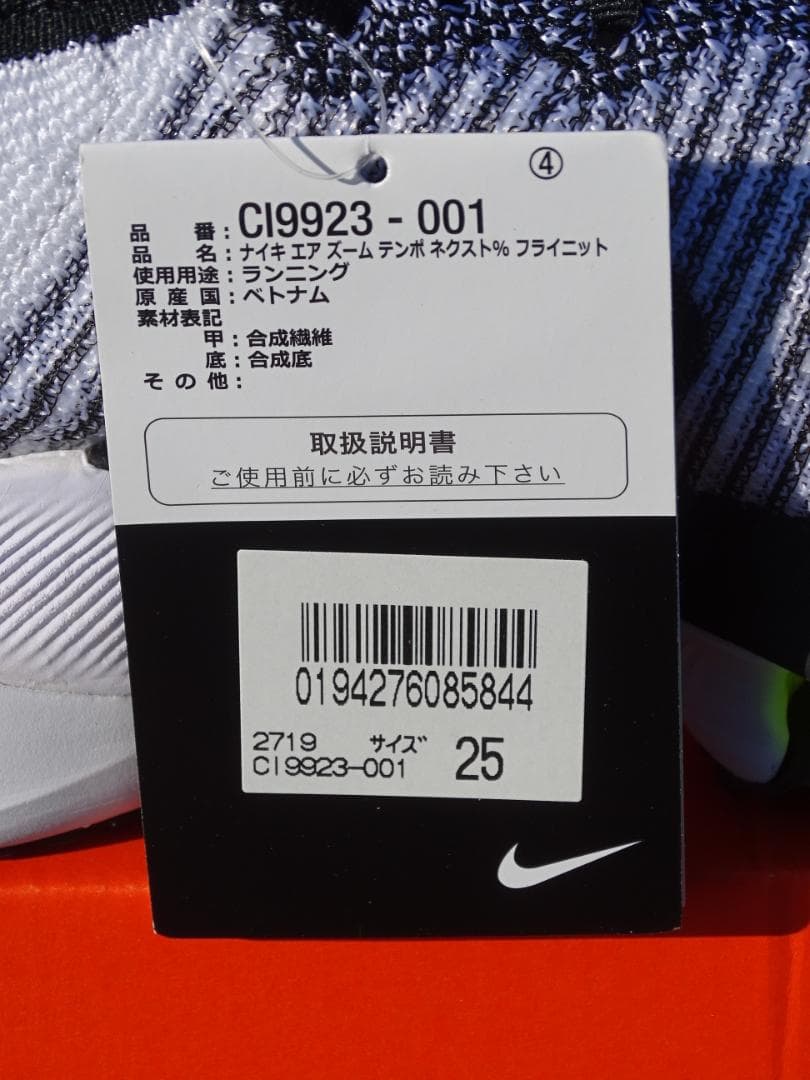 ④
品 番：CI9923 - 001
品 名：ナイキ エア ズーム テンポ ネクスト% フライニット
使用用途：ランニング
原 産 国：ベトナム
素材表記
甲：合成繊維
底：合成底
そ の 他：
取扱説明書
ご使用前に必ずお読み下さい
0194276085844
2719 サイズ 25
CI9923-001